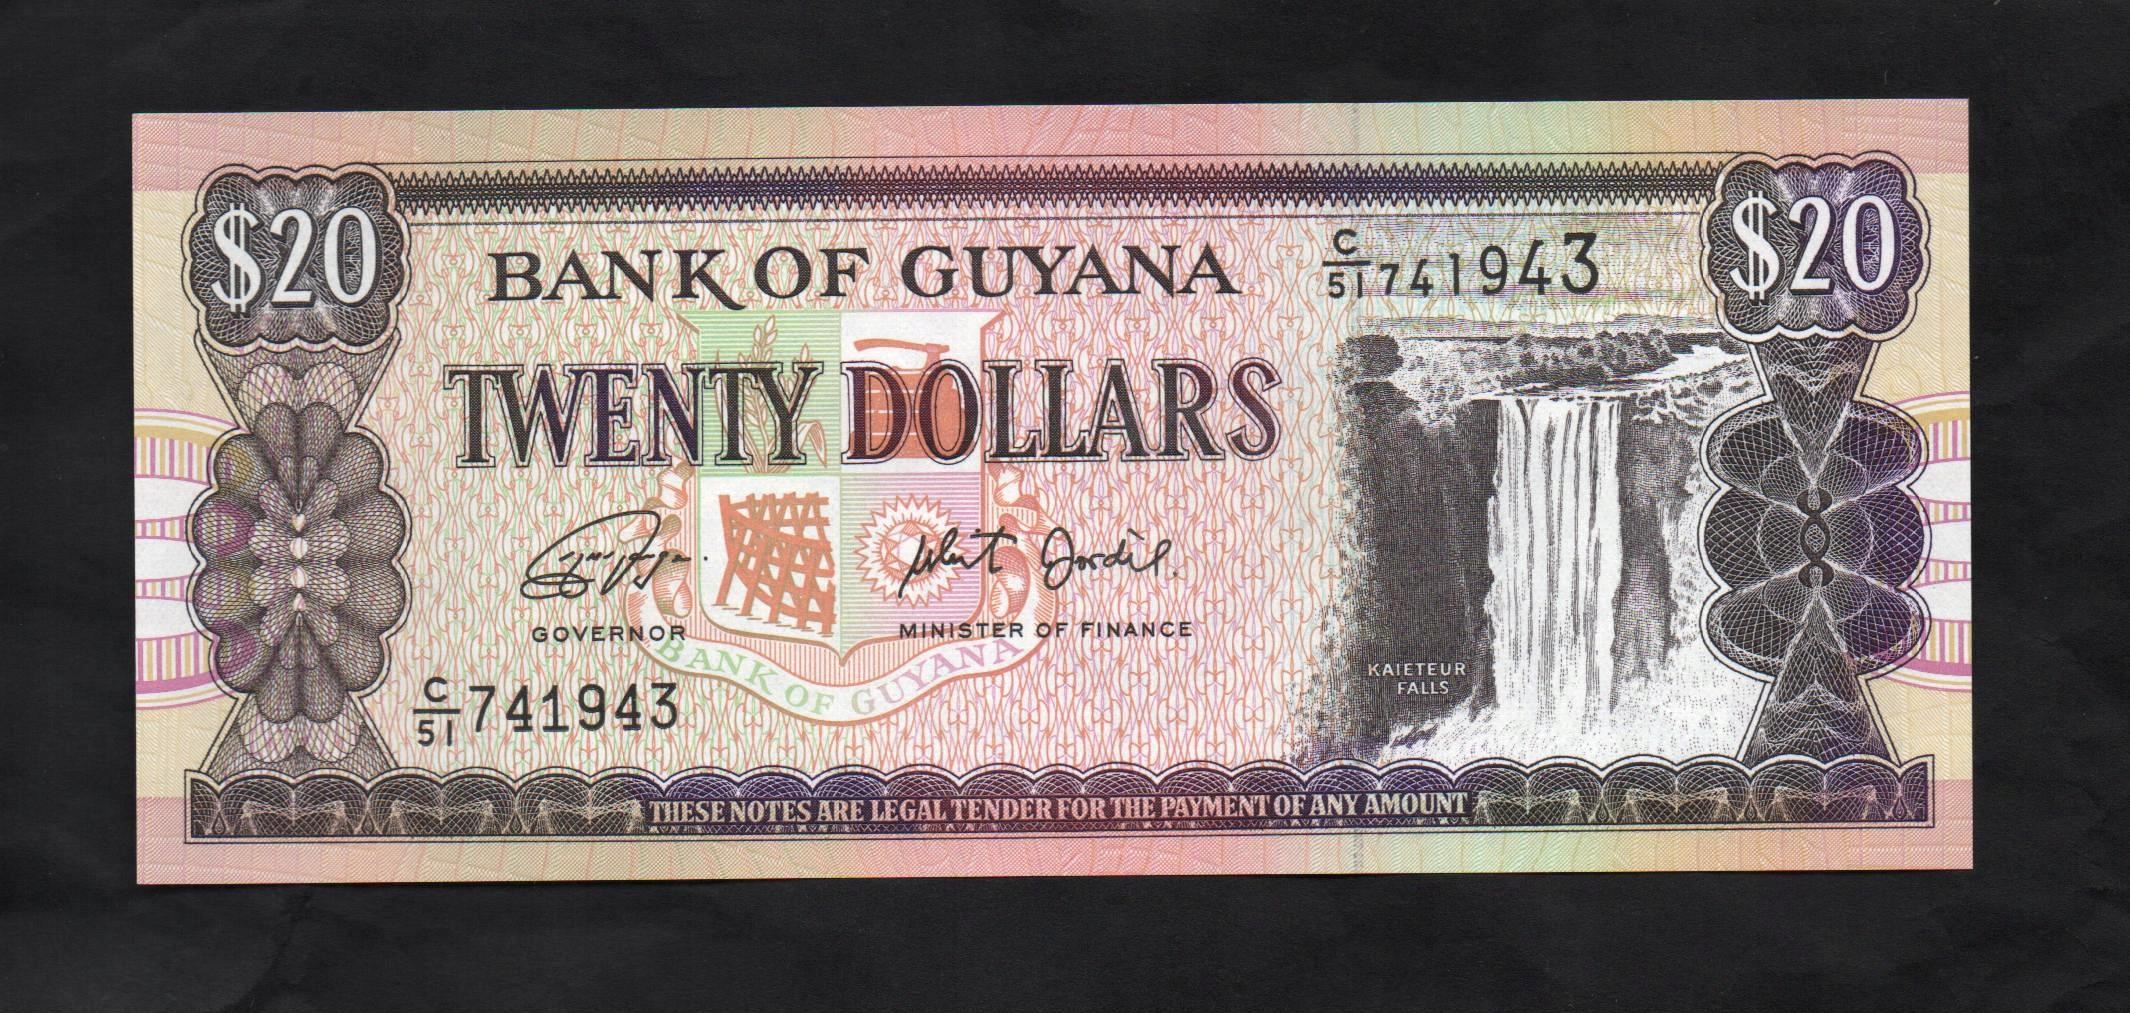 $20
$20
BANK OF GUYANA
C/51 741943
TWENTY DOLLARS
GOVERNOR
MINISTER OF FINANCE
BANK OF GUYANA
KAIETEUR
FALLS
C/51 741943
THESE NOTES ARE LEGAL TENDER FOR THE PAYMENT OF ANY AMOUNT